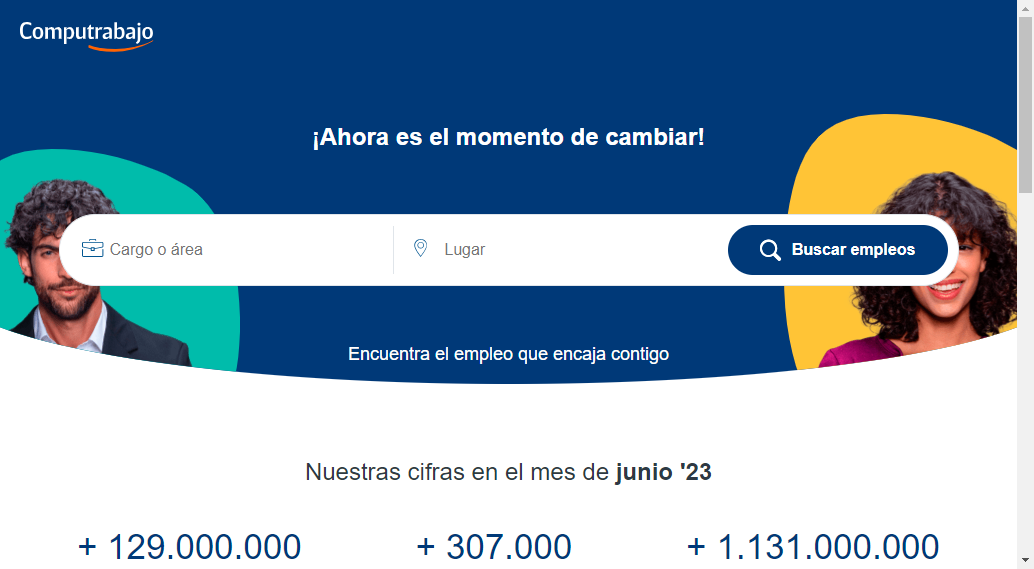 Computrabajo
¡Ahora es el momento de cambiar!
Cargo o área
Lugar
Buscar empleos
Encuentra el empleo que encaja contigo
Nuestras cifras en el mes de junio '23
+ 129.000.000
+ 307.000
+ 1.131.000.000